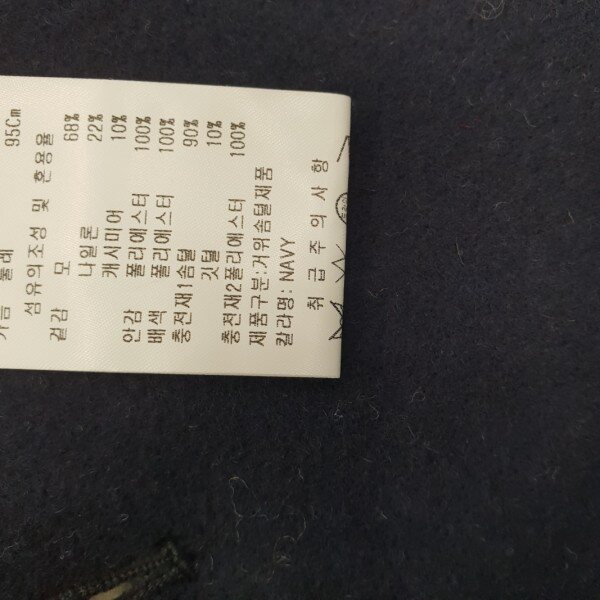 가슴 둘레 95Cm
섬유의조성 및 혼용율
겉감 모 68%
나일론 22%
캐시미어 10%
안감 폴리에스터 100%
배색 폴리에스터 100%
충전재1솜털 90%
깃털 10%
충전재2폴리에스터 100%
제품구분:거위솜털제품
칼라명: NAVY
취 급 주 의 사 항